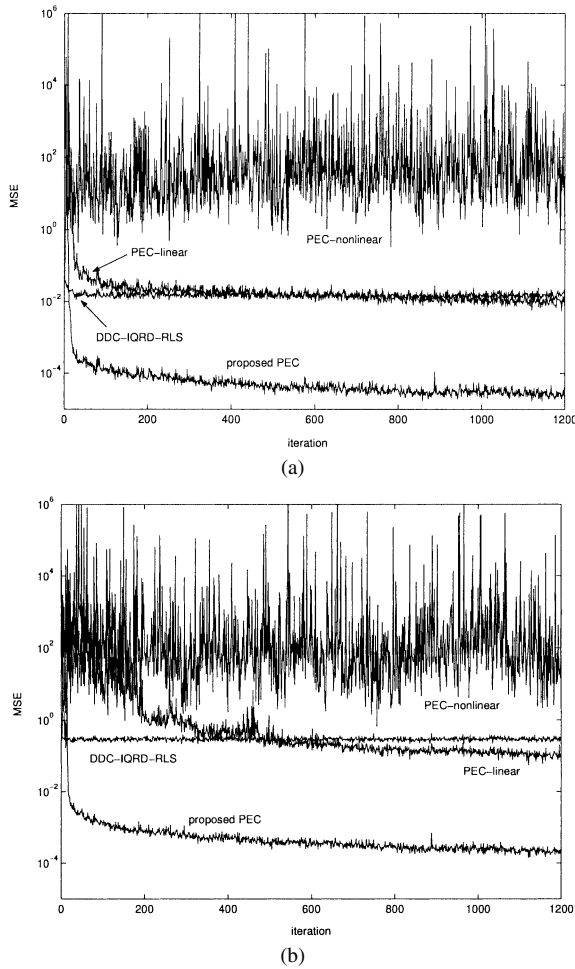 10^6
10^4
10^2
MSE
10^0
PEC-nonlinear
PEC-linear
10^-2
DDC-IQRD-RLS
proposed PEC
10^-4
0 200 400 600 800 1000 1200
iteration
(a)
10^6
10^4
10^2
MSE
PEC-nonlinear
10^0
DDC-IQRD-RLS
PEC-linear
10^-2
proposed PEC
10^-4
0 200 400 600 800 1000 1200
iteration
(b)